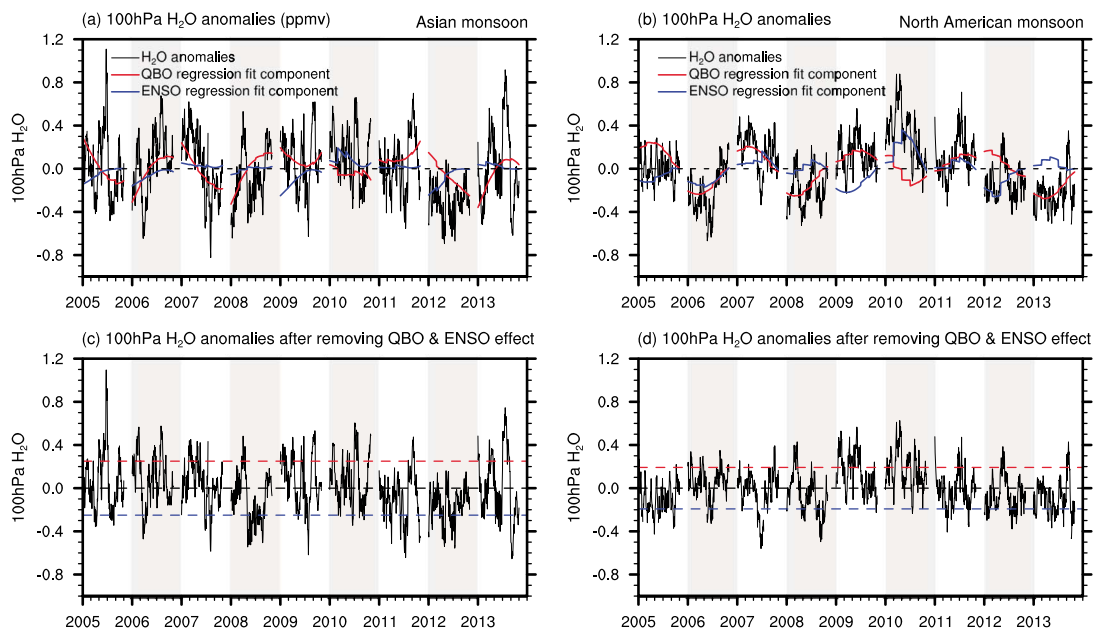 (a) 100hPa H₂O anomalies (ppmv) Asian monsoon
1.2
0.8
0.4
0.0
-0.4
-0.8
100hPa H₂O
H₂O anomalies
QBO regression fit component
ENSO regression fit component
2005 2006 2007 2008 2009 2010 2011 2012 2013
(b) 100hPa H₂O anomalies North American monsoon
1.2
0.8
0.4
0.0
-0.4
-0.8
100hPa H₂O
H₂O anomalies
QBO regression fit component
ENSO regression fit component
2005 2006 2007 2008 2009 2010 2011 2012 2013
(c) 100hPa H₂O anomalies after removing QBO & ENSO effect
1.2
0.8
0.4
0.0
-0.4
-0.8
100hPa H₂O
2005 2006 2007 2008 2009 2010 2011 2012 2013
(d) 100hPa H₂O anomalies after removing QBO & ENSO effect
1.2
0.8
0.4
0.0
-0.4
-0.8
100hPa H₂O
2005 2006 2007 2008 2009 2010 2011 2012 2013